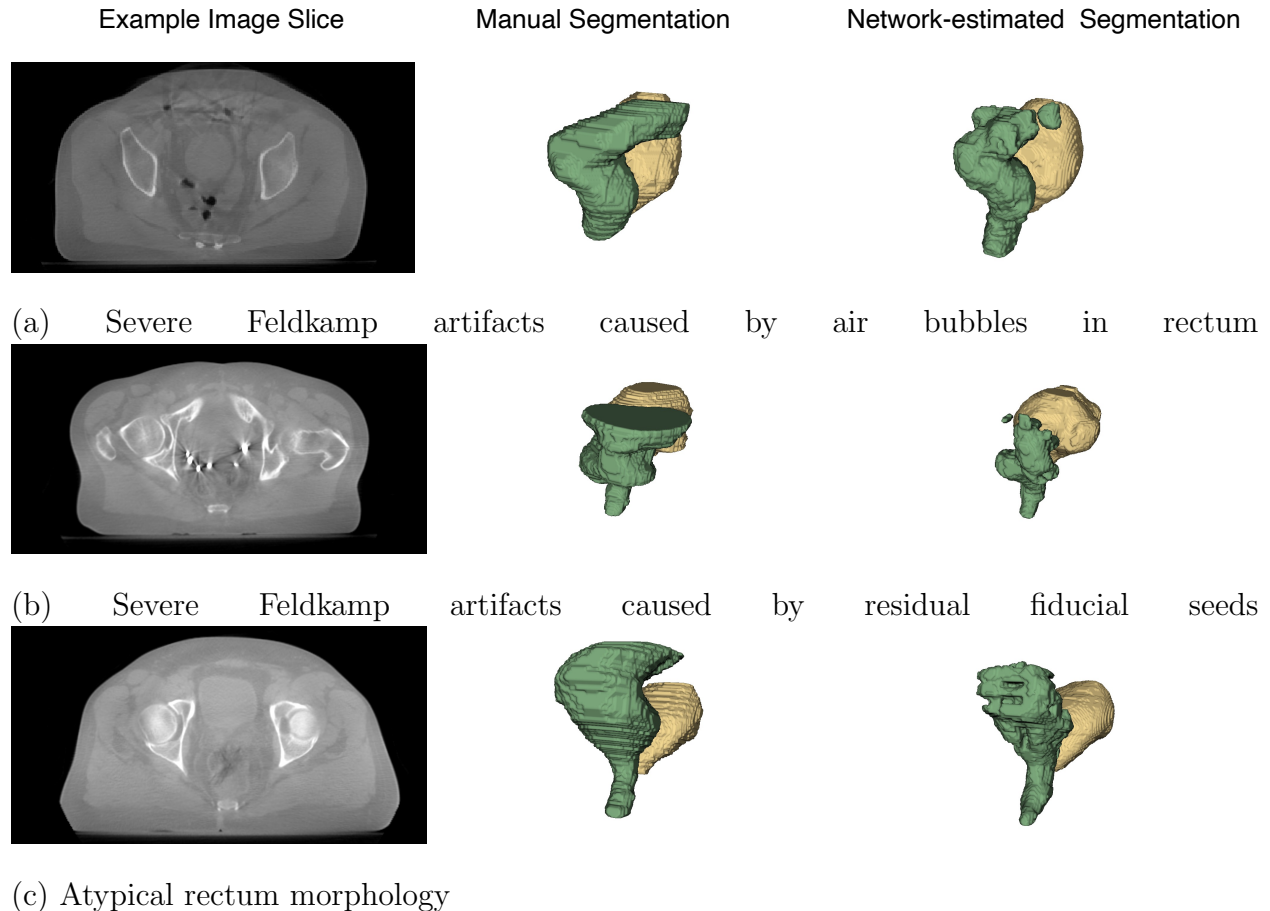 Example Image Slice Manual Segmentation Network-estimated Segmentation
(a) Severe Feldkamp artifacts caused by air bubbles in rectum
(b) Severe Feldkamp artifacts caused by residual fiducial seeds
(c) Atypical rectum morphology